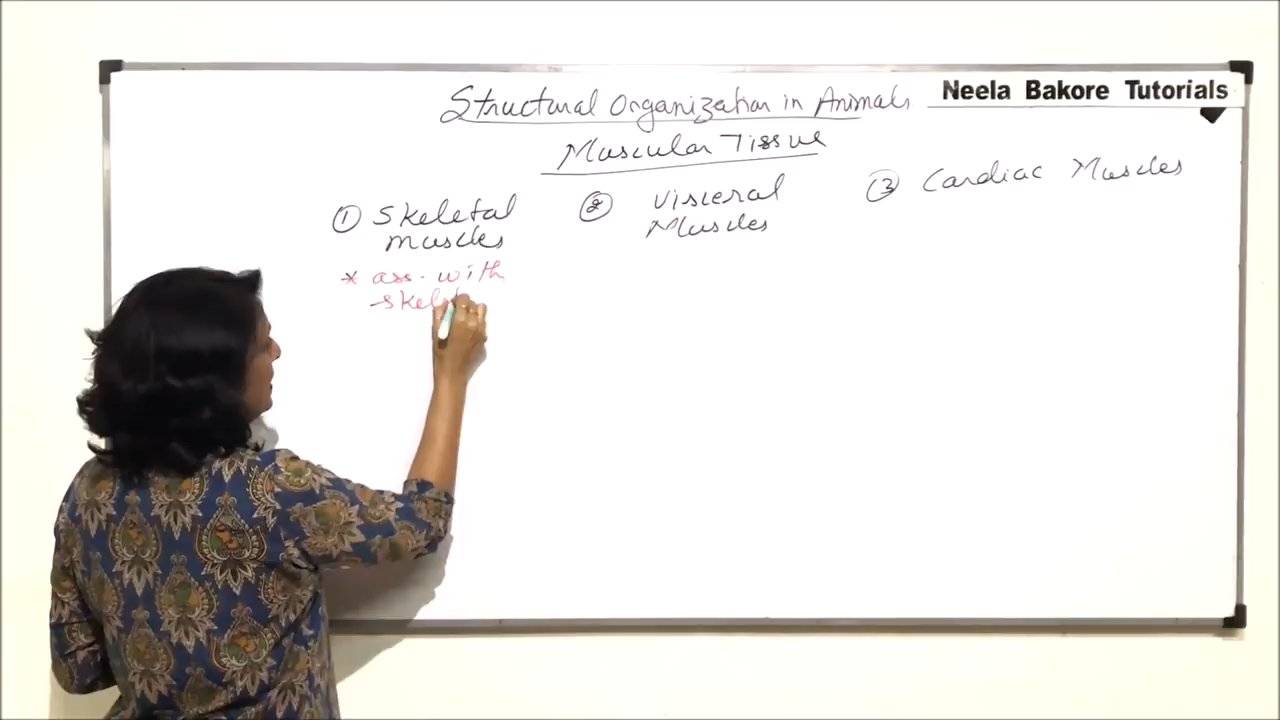 Structural Organization in Animals
Neela Bakore Tutorials
Muscular Tissue
① Skeletal muscles
② Visceral Muscles
③ Cardiac Muscles
* ass. with